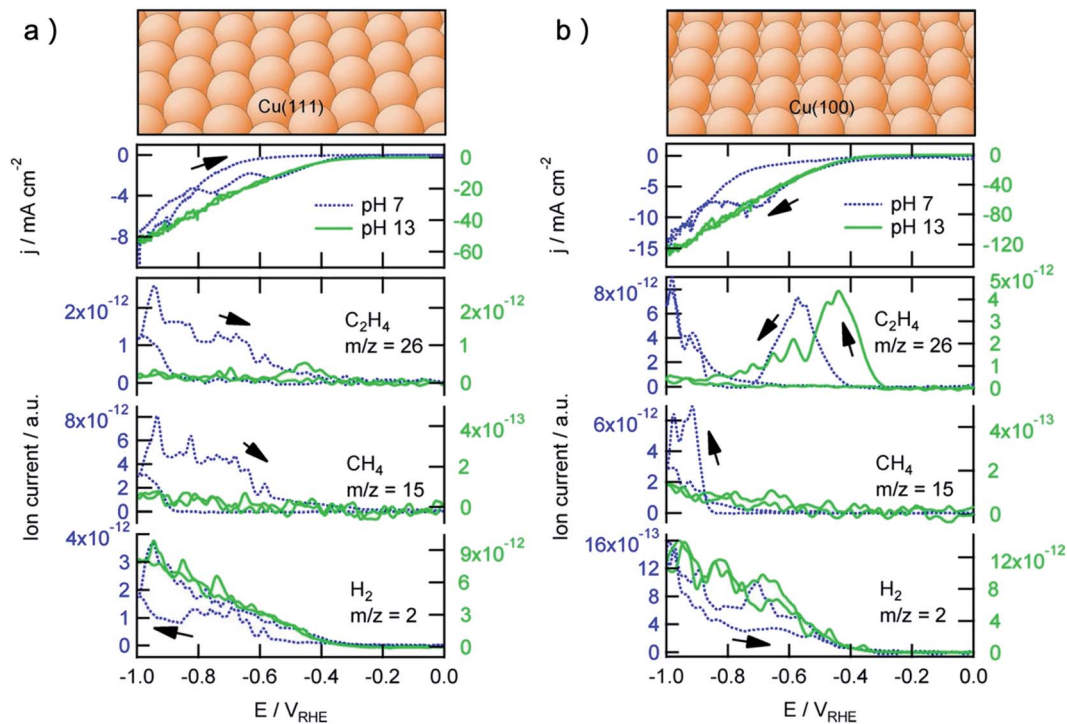 a )
Cu(111)
j / mA cm-2
0
-4
-8
0
-20
-40
-60
pH 7
pH 13
2x10-12
1
0
2x10-12
1
0
C2H4
m/z = 26
Ion current / a.u.
8x10-12
6
4
2
0
4x10-13
2
0
CH4
m/z = 15
4x10-12
3
2
1
0
9x10-12
6
3
0
H2
m/z = 2
-1.0 -0.8 -0.6 -0.4 -0.2 0.0
E / VRHE
b )
Cu(100)
j / mA cm-2
0
-5
-10
-15
0
-40
-80
-120
pH 7
pH 13
8x10-12
6
4
2
0
5x10-12
4
3
2
1
0
C2H4
m/z = 26
Ion current / a.u.
6x10-12
4
2
0
4x10-13
2
1
0
CH4
m/z = 15
16x10-13
12
8
4
0
12x10-12
8
4
0
H2
m/z = 2
-1.0 -0.8 -0.6 -0.4 -0.2 0.0
E / VRHE